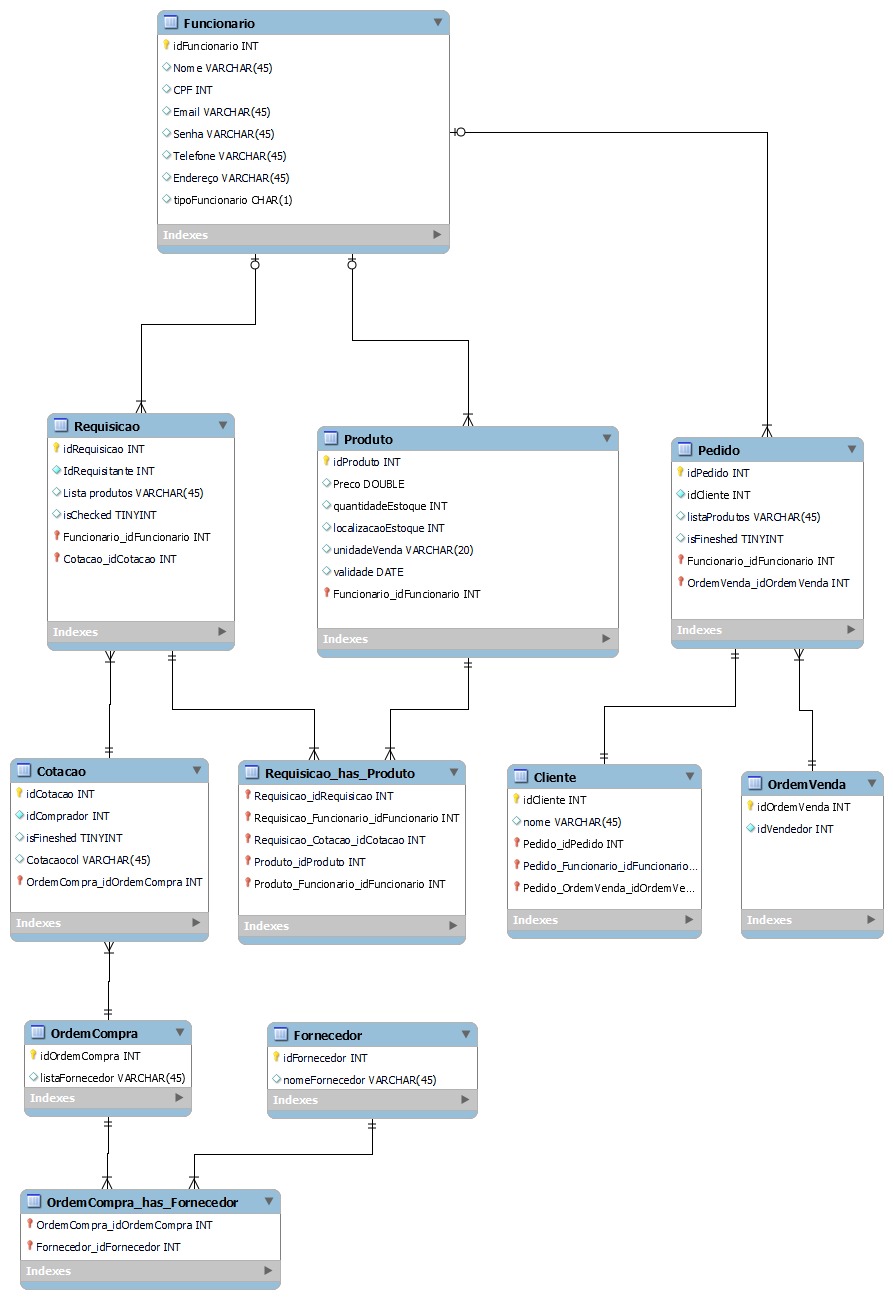 Funcionario
idFuncionario INT
Nome VARCHAR(45)
CPF INT
Email VARCHAR(45)
Senha VARCHAR(45)
Telefone VARCHAR(45)
Endereço VARCHAR(45)
tipoFuncionario CHAR(1)
Indexes
Requisicao
idRequisicao INT
IdRequisitante INT
Lista produtos VARCHAR(45)
isChecked TINYINT
Funcionario_idFuncionario INT
Cotacao_idCotacao INT
Indexes
Produto
idProduto INT
Preco DOUBLE
quantidadeEstoque INT
localizacaoEstoque INT
unidadeVenda VARCHAR(20)
validade DATE
Funcionario_idFuncionario INT
Indexes
Pedido
idPedido INT
idCliente INT
listaProdutos VARCHAR(45)
isFineshed TINYINT
Funcionario_idFuncionario INT
OrdemVenda_idOrdemVenda INT
Indexes
Cotacao
idCotacao INT
idComprador INT
isFineshed TINYINT
Cotacaocol VARCHAR(45)
OrdemCompra_idOrdemCompra INT
Indexes
Requisicao_has_Produto
Requisicao_idRequisicao INT
Requisicao_Funcionario_idFuncionario INT
Requisicao_Cotacao_idCotacao INT
Produto_idProduto INT
Produto_Funcionario_idFuncionario INT
Indexes
Cliente
idCliente INT
nome VARCHAR(45)
Pedido_idPedido INT
Pedido_Funcionario_idFuncionario...
Pedido_OrdemVenda_idOrdemVe...
Indexes
OrdemVenda
idOrdemVenda INT
idVendedor INT
Indexes
OrdemCompra
idOrdemCompra INT
listaFornecedor VARCHAR(45)
Indexes
Fornecedor
idFornecedor INT
nomeFornecedor VARCHAR(45)
Indexes
OrdemCompra_has_Fornecedor
OrdemCompra_idOrdemCompra INT
Fornecedor_idFornecedor INT
Indexes